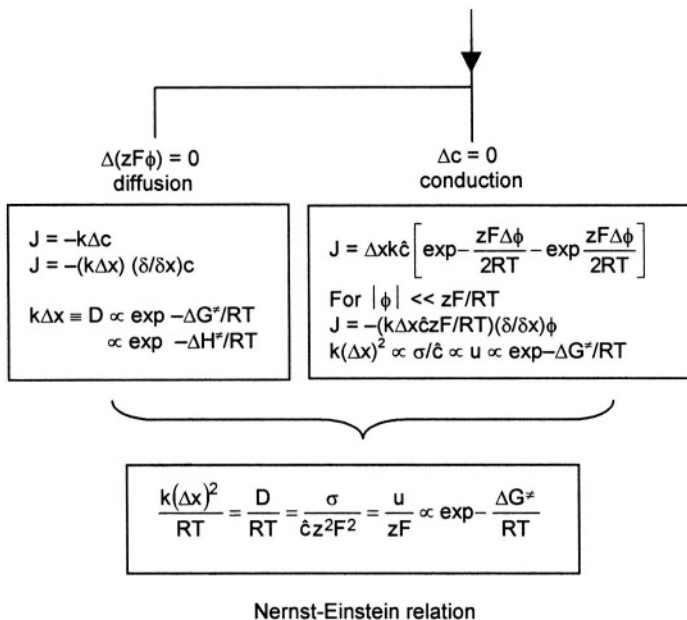 Δ(zFϕ) = 0
diffusion
J = –kΔc
J = –(kΔx) (δ/δx)c
kΔx ≡ D ∝ exp –ΔG≠/RT
∝ exp –ΔH≠/RT
Δc = 0
conduction
J = Δxkĉ [exp– zFΔϕ/2RT – exp zFΔϕ/2RT]
For |ϕ| << zF/RT
J = –(kΔxĉzF/RT)(δ/δx)ϕ
k(Δx)² ∝ σ/ĉ ∝ u ∝ exp–ΔG≠/RT
k(Δx)²/RT = D/RT = σ/ĉz²F² = u/zF ∝ exp– ΔG≠/RT
Nernst-Einstein relation